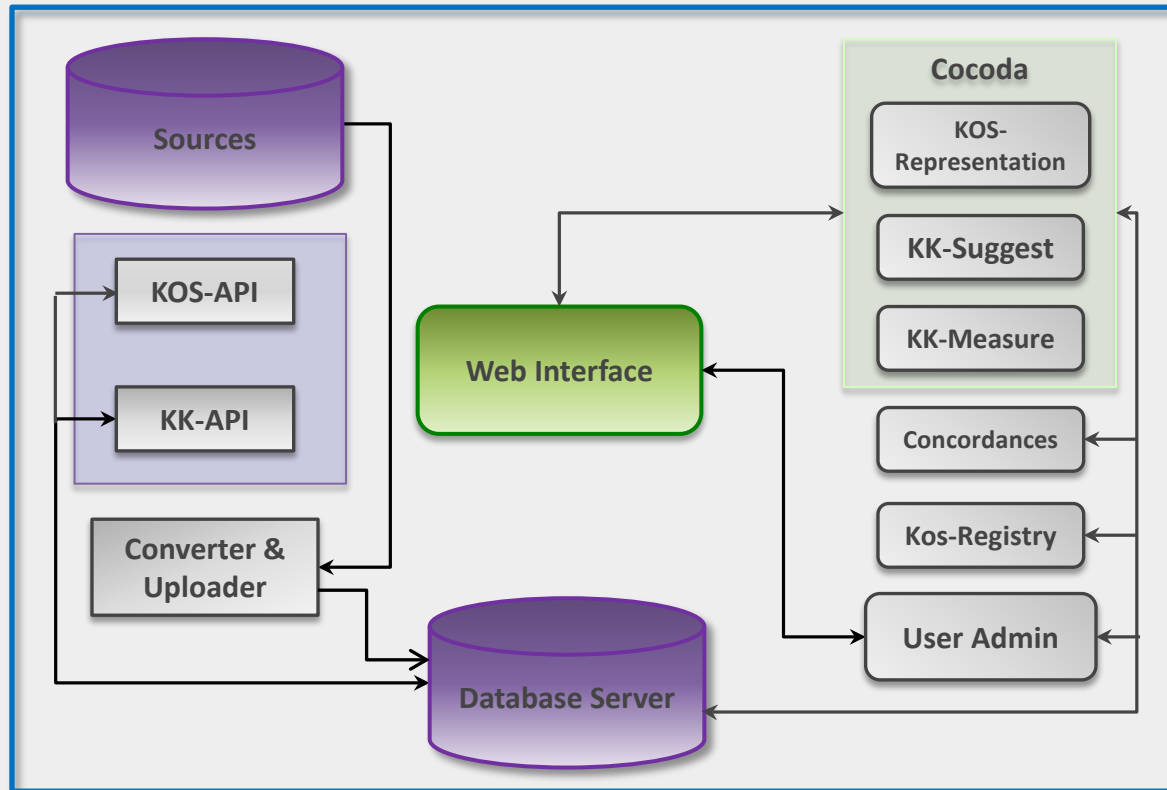 Sources
KOS-API
KK-API
Converter &
Uploader
Web Interface
Database Server
Cocoda
KOS-
Representation
KK-Suggest
KK-Measure
Concordances
Kos-Registry
User Admin